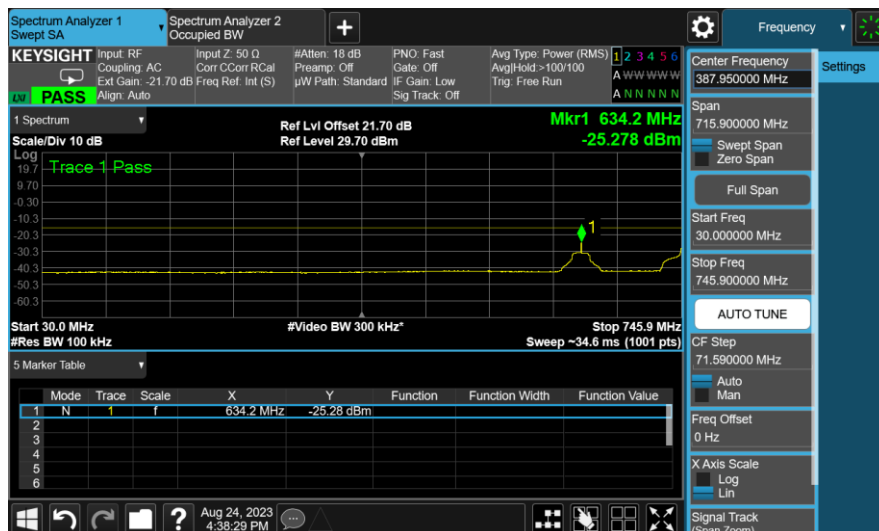 Spectrum Analyzer 1
Swept SA
Spectrum Analyzer 2
Occupied BW
Frequency
KEYSIGHT
LXI
PASS
Input: RF
Coupling: AC
Ext Gain: -21.70 dB
Align: Auto
Input Z: 50 Ω
Corr CCorr RCal
Freq Ref: Int (S)
#Atten: 18 dB
Preamp: Off
µW Path: Standard
PNO: Fast
Gate: Off
IF Gain: Low
Sig Track: Off
Avg Type: Power (RMS)
Avg|Hold:>100/100
Trig: Free Run
1 2 3 4 5 6
A W W W W W
A N N N N N
1 Spectrum
Scale/Div 10 dB
Ref Lvl Offset 21.70 dB
Ref Level 29.70 dBm
Mkr1 634.2 MHz
-25.278 dBm
Log
Trace 1 Pass
19.7
9.70
-0.30
-10.3
-20.3
-30.3
-40.3
-50.3
-60.3
1
Start 30.0 MHz
#Res BW 100 kHz
#Video BW 300 kHz*
Stop 745.9 MHz
Sweep ~34.6 ms (1001 pts)
5 Marker Table
Mode Trace Scale X Y Function Function Width Function Value
1 N 1 f 634.2 MHz -25.28 dBm
2
3
4
5
6
Aug 24, 2023
4:38:29 PM
Center Frequency
387.950000 MHz
Span
715.900000 MHz
Swept Span
Zero Span
Full Span
Start Freq
30.000000 MHz
Stop Freq
745.900000 MHz
AUTO TUNE
CF Step
71.590000 MHz
Auto
Man
Freq Offset
0 Hz
X Axis Scale
Log
Lin
Signal Track
(Span Zoom)
Settings